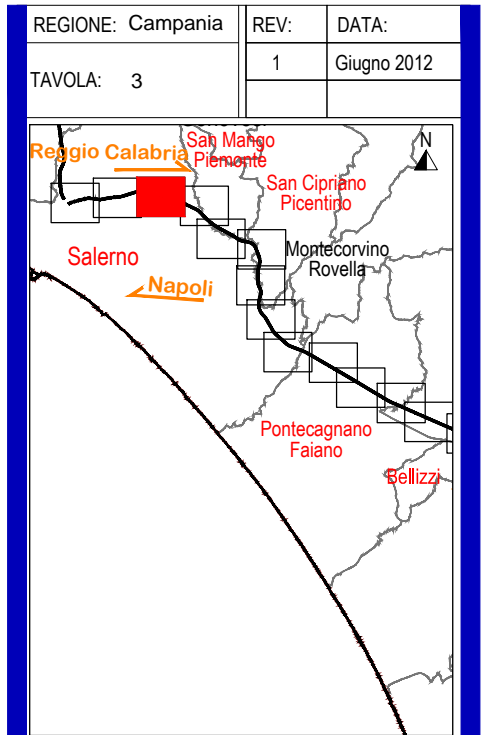 REGIONE: Campania
REV:
DATA:
1
Giugno 2012
TAVOLA: 3
San Mango
Piemonte
Reggio Calabria
N
San Cipriano
Picentino
Montecorvino
Rovella
Salerno
Napoli
Pontecagnano
Faiano
Bellizzi